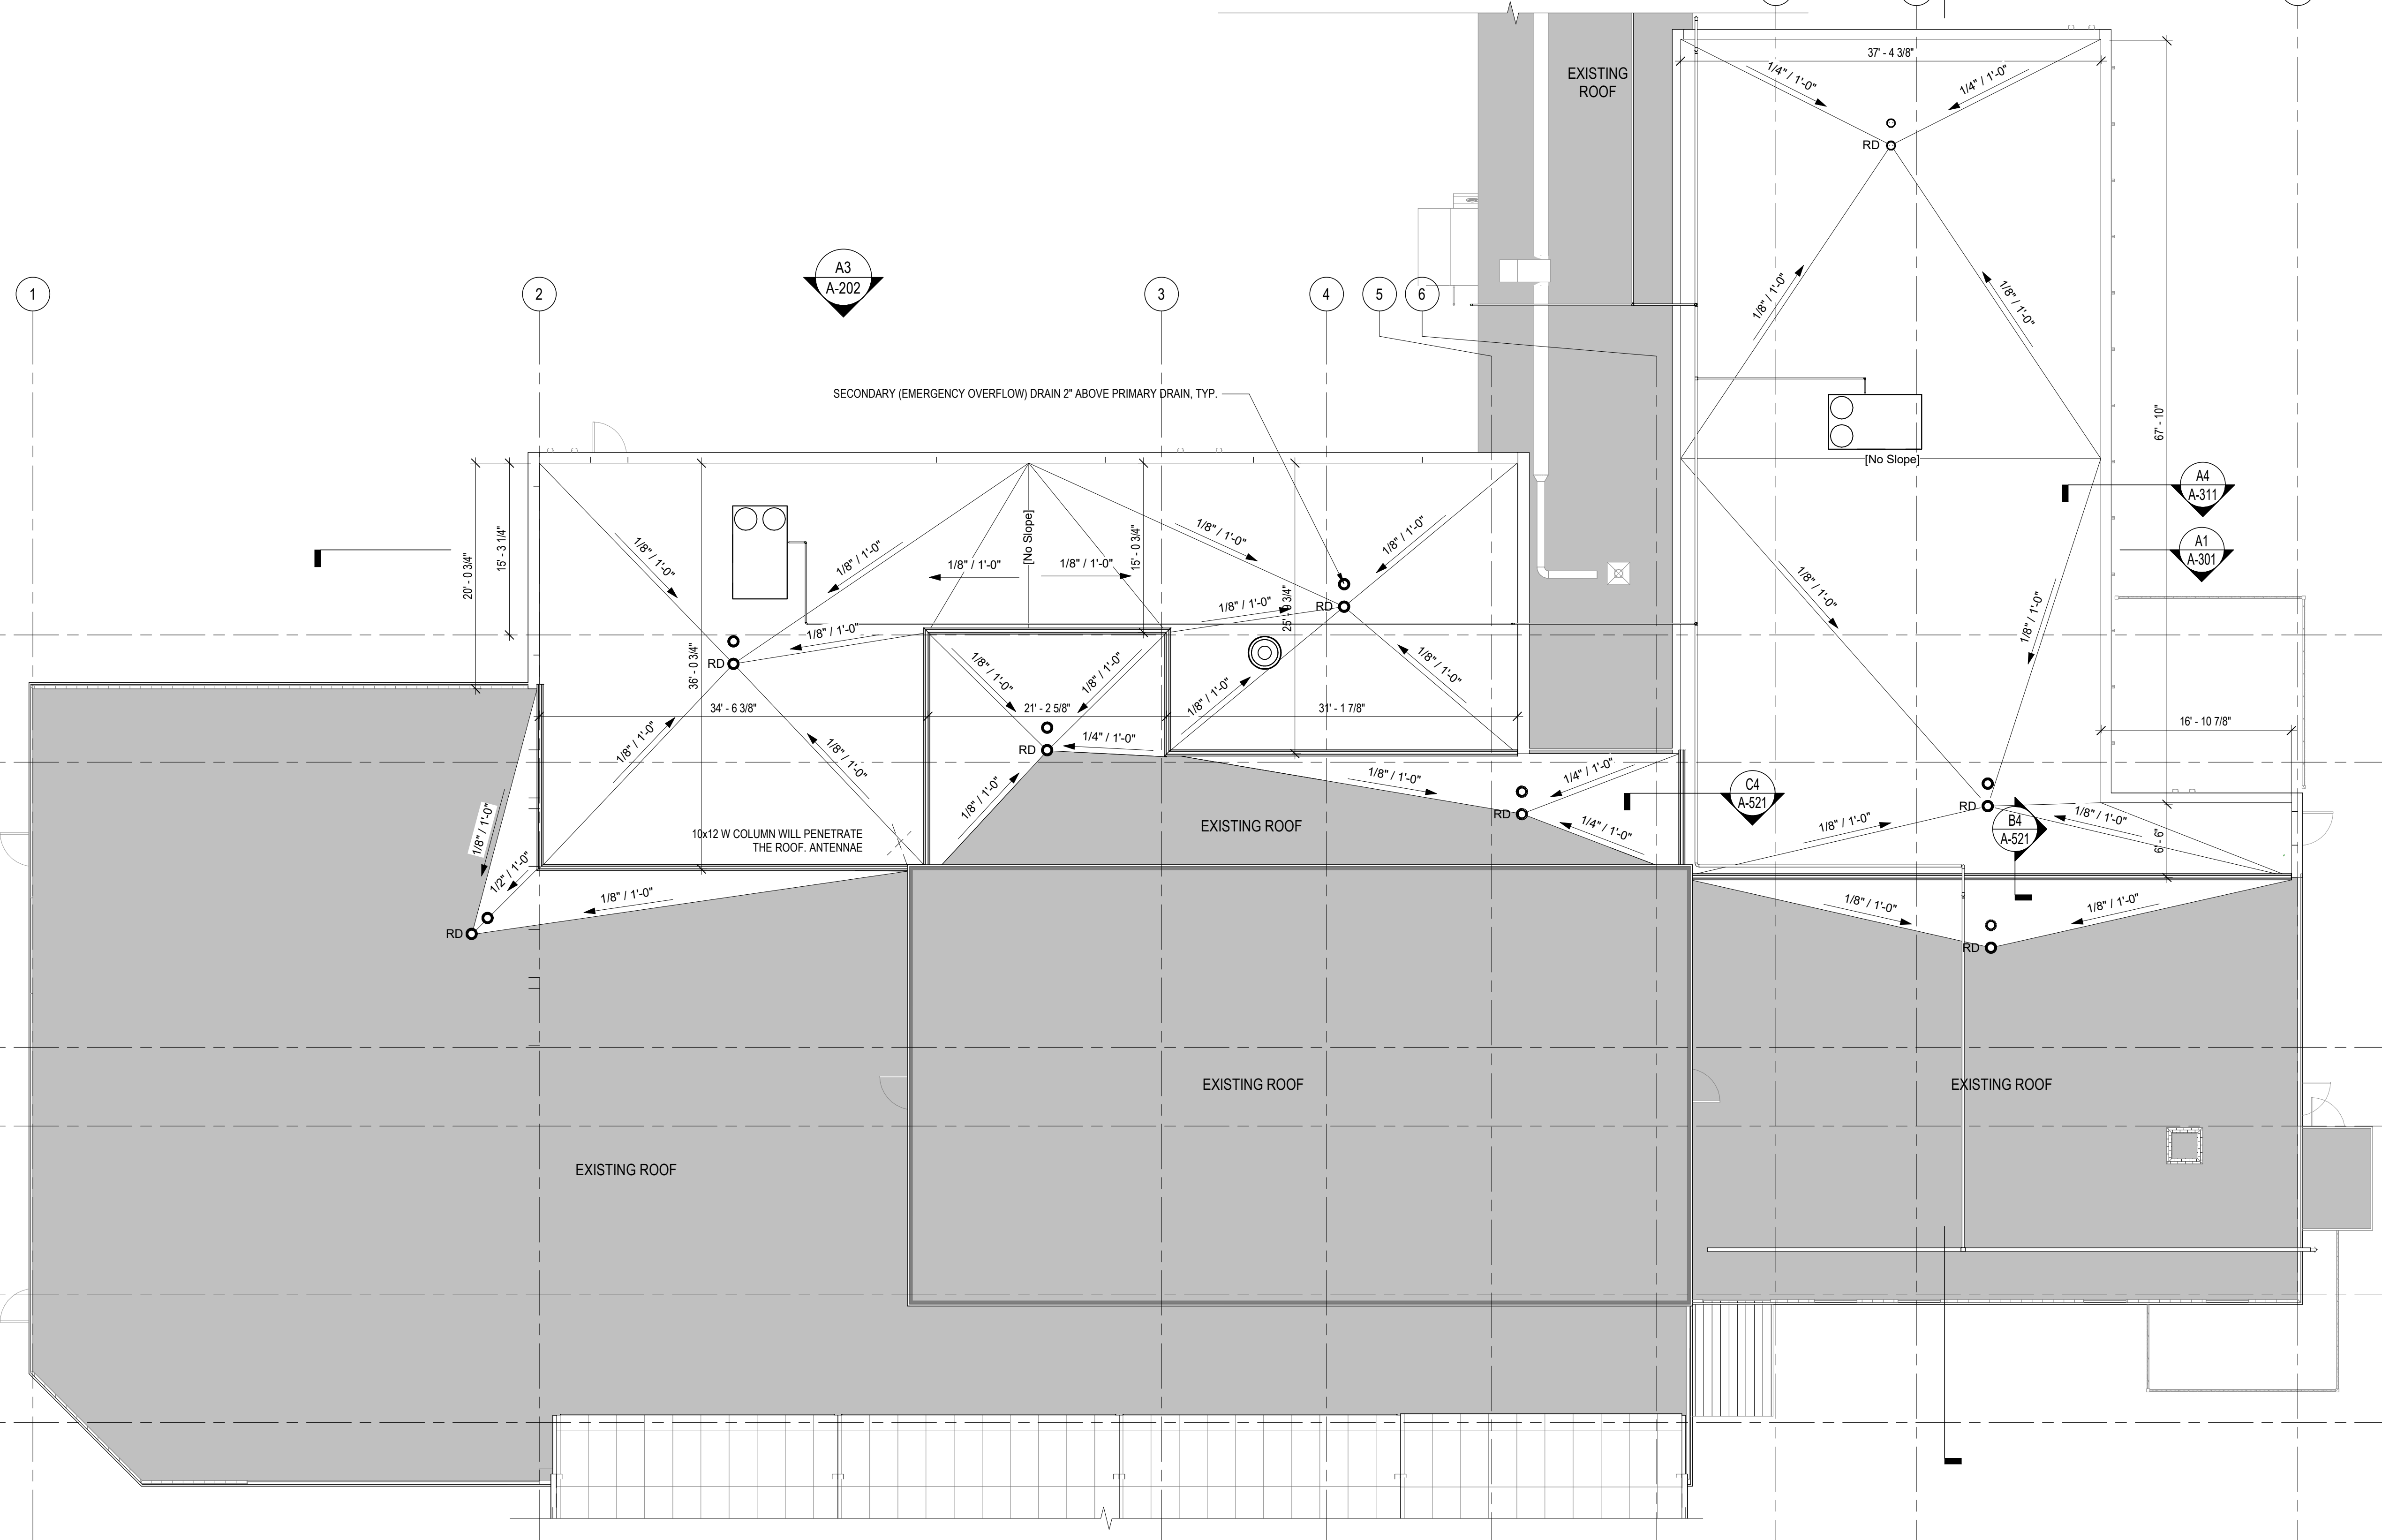 37' - 4 3/8"
EXISTING
ROOF
1/4" / 1'-0"
1/4" / 1'-0"
RD
A3
A-202
1
2
3
4
5
6
1/8" / 1'-0"
1/8" / 1'-0"
SECONDARY (EMERGENCY OVERFLOW) DRAIN 2" ABOVE PRIMARY DRAIN, TYP.
67' - 10"
[No Slope]
A4
A-311
A1
A-301
20' - 0 3/4"
15' - 3 1/4"
1/8" / 1'-0"
1/8" / 1'-0"
1/8" / 1'-0"
[No Slope]
1/8" / 1'-0"
15' - 0 3/4"
1/8" / 1'-0"
1/8" / 1'-0"
1/8" / 1'-0"
1/8" / 1'-0"
RD
36' - 0 3/4"
1/8" / 1'-0"
1/8" / 1'-0"
RD
25' - 9 3/4"
1/8" / 1'-0"
1/8" / 1'-0"
1/8" / 1'-0"
1/8" / 1'-0"
34' - 6 3/8"
21' - 2 5/8"
31' - 1 7/8"
16' - 10 7/8"
1/8" / 1'-0"
1/8" / 1'-0"
RD
1/4" / 1'-0"
1/8" / 1'-0"
1/8" / 1'-0"
1/4" / 1'-0"
RD
1/4" / 1'-0"
C4
A-521
RD
B4
A-521
1/8" / 1'-0"
1/8" / 1'-0"
6' - 6"
10x12 W COLUMN WILL PENETRATE
THE ROOF. ANTENNAE
EXISTING ROOF
1/8" / 1'-0"
1/2" / 1'-0"
1/8" / 1'-0"
RD
1/8" / 1'-0"
1/8" / 1'-0"
RD
EXISTING ROOF
EXISTING ROOF
EXISTING ROOF